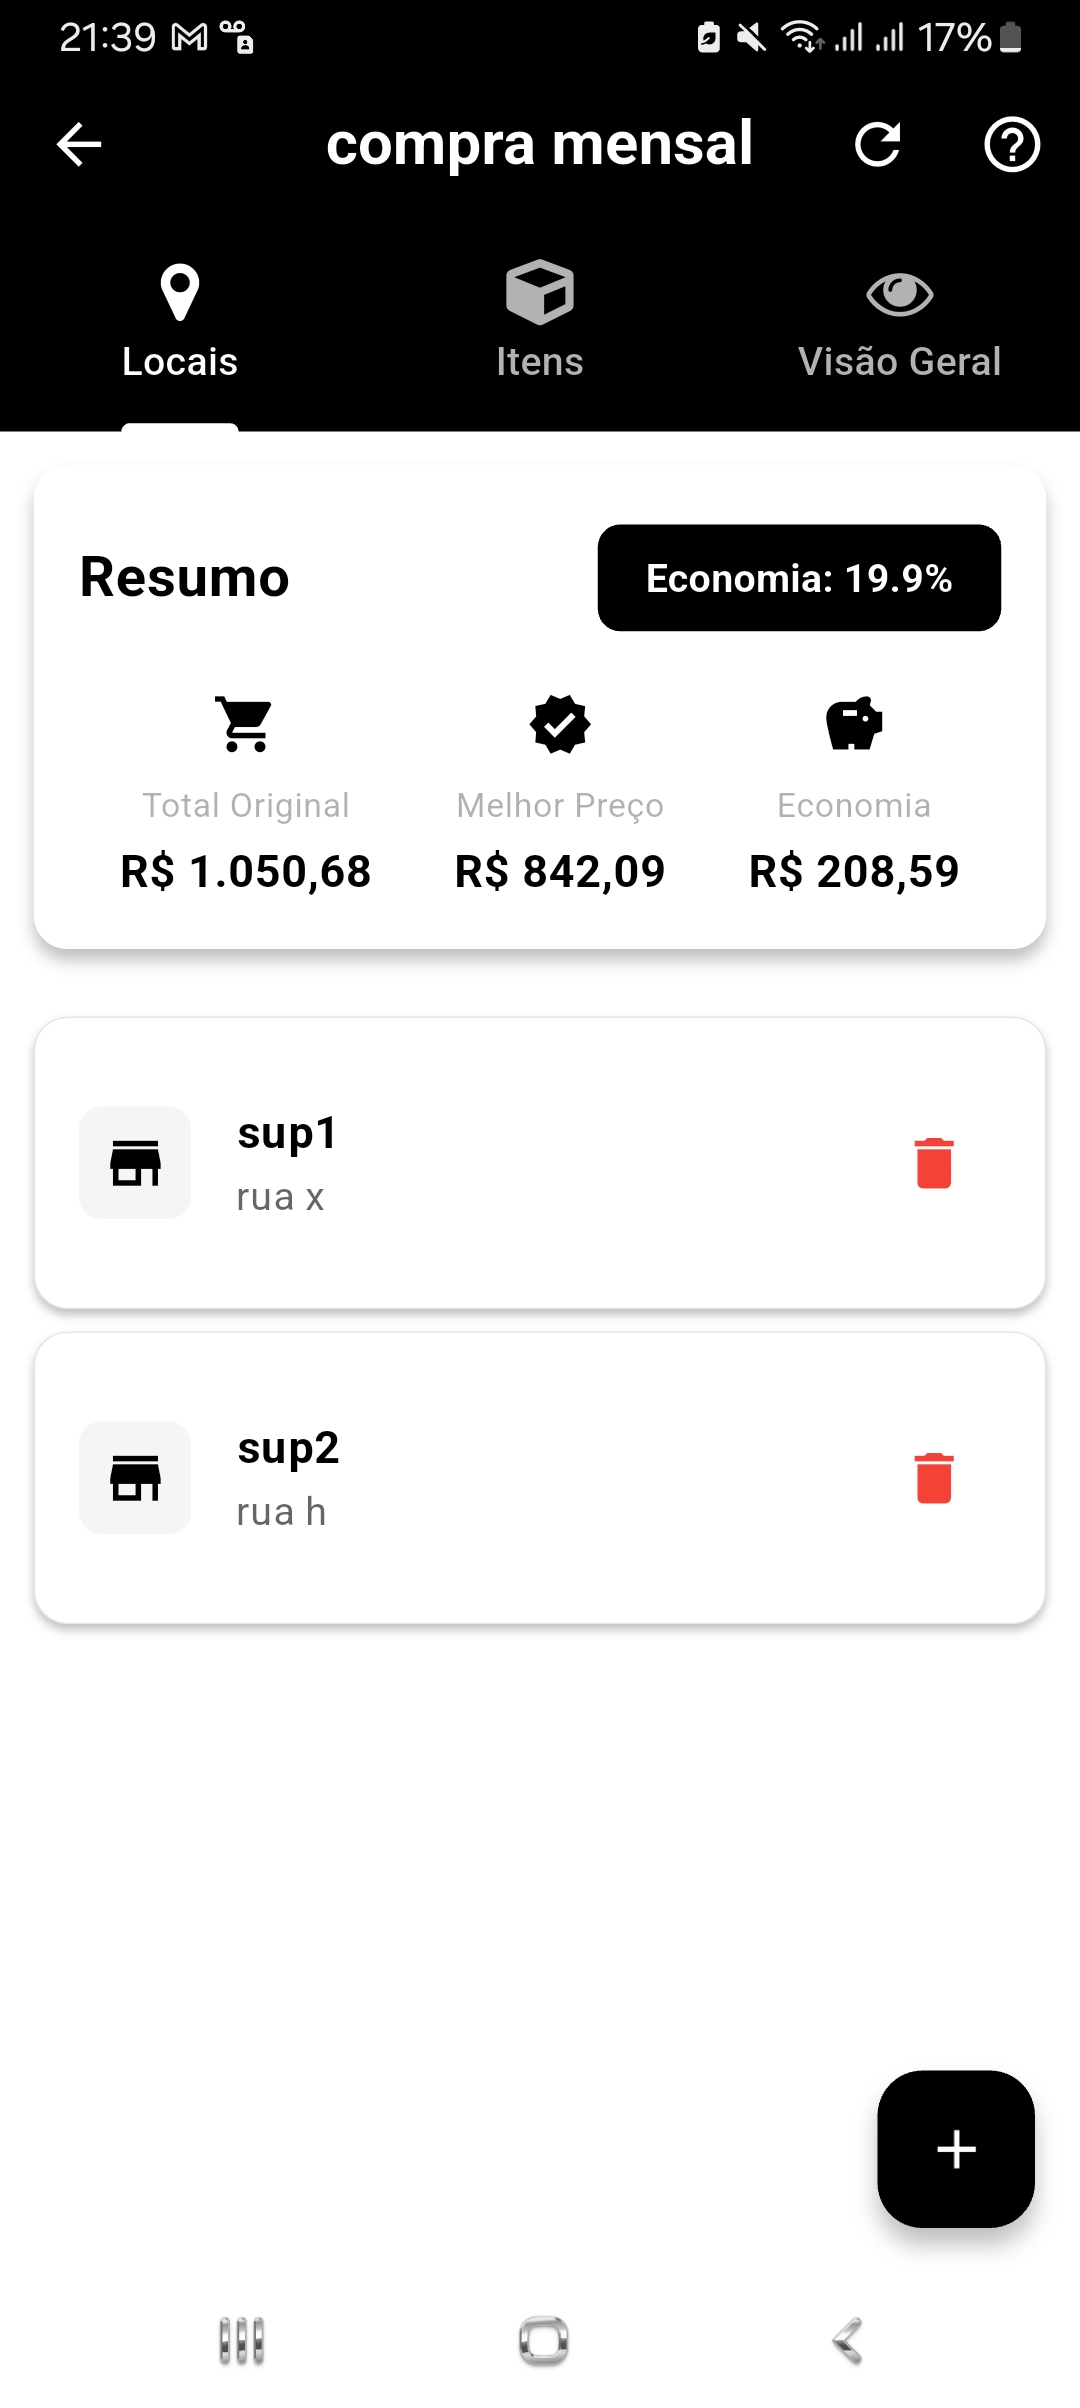 21:39 17%
compra mensal
Locais Itens Visão Geral
Resumo Economia: 19.9%
Total Original Melhor Preço Economia
R$ 1.050,68 R$ 842,09 R$ 208,59
sup1
rua x
sup2
rua h